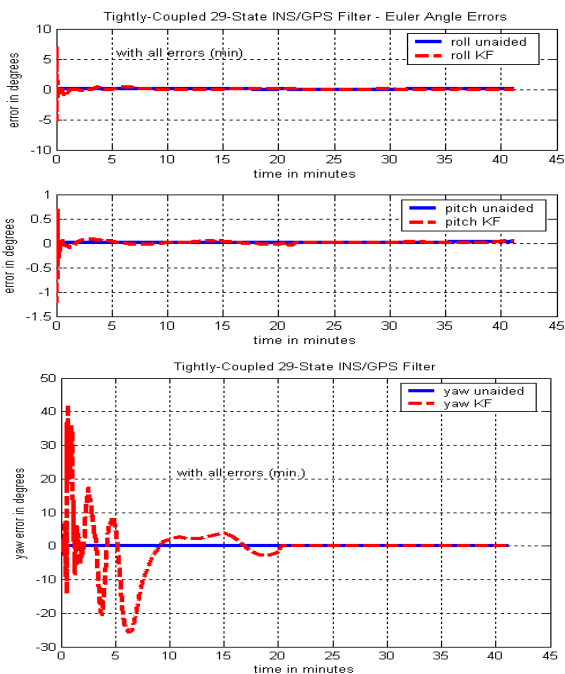 Tightly-Coupled 29-State INS/GPS Filter - Euler Angle Errors
10
5
0
-5
-10
error in degrees
with all errors (min)
roll unaided
roll KF
0 5 10 15 20 25 30 35 40 45
time in minutes
1
0.5
0
-0.5
-1
-1.5
error in degrees
pitch unaided
pitch KF
0 5 10 15 20 25 30 35 40 45
time in minutes
Tightly-Coupled 29-State INS/GPS Filter
50
40
30
20
10
0
-10
-20
-30
yaw error in degrees
yaw unaided
yaw KF
with all errors (min.)
0 5 10 15 20 25 30 35 40 45
time in minutes